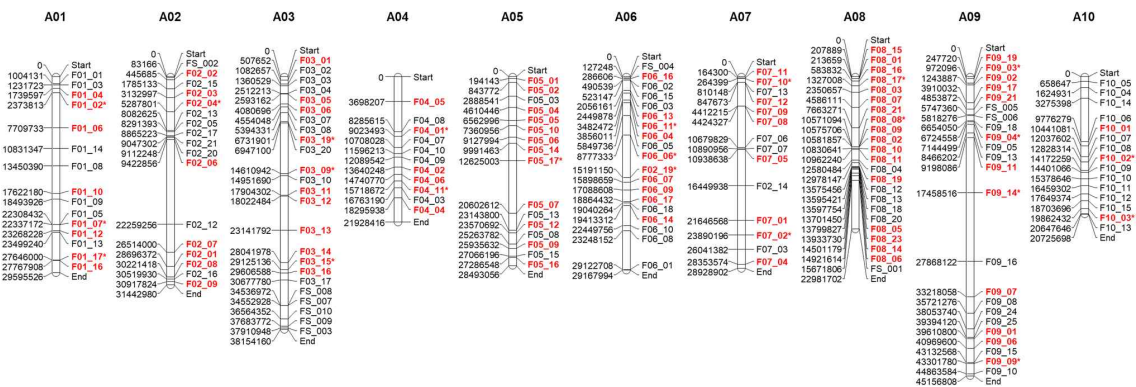 A01
0 Start
1004131 F01_01
1231723 F01_03
1739597 F01_04
2373813 F01_02*
7709733 F01_06
10831347 F01_14
13450390 F01_08
17622180 F01_10
18493926 F01_09
22308432 F01_05
22337172 F01_07*
23268228 F01_12
23499240 F01_13
27646000 F01_17*
27767908 F01_16
29595526 End
A02
0 Start
83166 FS_002
445685 F02_02
1785133 F02_15
3132997 F02_03
5287801 F02_04*
8082625 F02_13
8291393 F02_05
8865223 F02_17
9047302 F02_21
9112248 F02_20
9422856 F02_06
22259256 F02_12
26514000 F02_07
28696372 F02_01
30221418 F02_08
30519930 F02_16
30917824 F02_09
31442980 End
A03
0 Start
507652 F03_01
1082657 F03_02
1360529 F03_03
2512213 F03_04
2593162 F03_05
4080696 F03_06
4554048 F03_07
5394331 F03_08
6731901 F03_19*
6947100 F03_20
14610942 F03_09*
14951690 F03_10
17904302 F03_11
18022484 F03_12
23141792 F03_13
28041978 F03_14
29125136 F03_15*
29606588 F03_16
30677780 F03_17
34536972 FS_008
34552928 FS_007
36564352 FS_010
37683772 FS_009
37910948 FS_003
38154160 End
A04
0 Start
3698207 F04_05
8285615 F04_08
9023493 F04_01*
10708028 F04_07
11596213 F04_10
12089542 F04_09
13640248 F04_02
14740770 F04_06
15718672 F04_11*
16763190 F04_03
18295938 F04_04
21928416 End
A05
0 Start
194143 F05_01
843772 F05_02
2888541 F05_03
4610446 F05_04
6562996 F05_05
7360956 F05_10
9127994 F05_06
9991463 F05_14
12625003 F05_17*
20602612 F05_07
23143800 F05_13
23570692 F05_12
25263782 F05_08
25935632 F05_09
27066196 F05_15
27286548 F05_16
28493056 End
A06
0 Start
127248 FS_004
286606 F06_16
490539 F06_02
523147 F06_15
2056161 F06_03
2449878 F06_13
3482472 F06_11*
3856011 F06_04
5849736 F06_05
8777333 F06_06*
15191150 F02_19*
15898659 F06_07
17088608 F06_09
18864432 F06_17
19040264 F06_18
19413312 F06_14
22449756 F06_10
23248152 F06_08
29122708 F06_01
29167994 End
A07
0 Start
164300 F07_11
264399 F07_10*
810148 F07_13
847673 F07_12
4412215 F07_09
4424327 F07_08
10679829 F07_06
10890956 F07_07
10938638 F07_05
16449938 F02_14
21646568 F07_01
23890196 F07_02*
26041382 F07_03
28353574 F07_04
28928902 End
A08
0 Start
207889 F08_15
213659 F08_01
583832 F08_16
1327008 F08_17*
2350657 F08_03
4586111 F08_07
7663271 F08_21
10571094 F08_08*
10575706 F08_09
10581857 F08_02
10830641 F08_10
10962240 F08_11
12580484 F08_04
12978147 F08_19
13575456 F08_12
13595421 F08_13
13597754 F08_18
13701450 F08_20
13799827 F08_05
13933730 F08_23
14501179 F08_14
14921614 F08_06
15671806 FS_001
22981702 End
A09
0 Start
247720 F09_19
972096 F09_03*
1243887 F09_02
3910032 F09_17
4853872 F09_21
5747360 FS_005
5818276 FS_006
6654050 F09_18
6724558 F09_04*
7144499 F09_05
8466202
9198086 F09_11
17458516 F09_14*
27868122 F09_16
33218058 F09_07
35721276 F09_08
38053740 F09_24
39394120 F09_25
39610800 F09_01
40969600 F09_06
43132568 F09_15
43301780 F09_09*
44863540 F09_10
45156808 End
A10
0 Start
658647 F10_05
1624931 F10_04
3275398 F10_14
9776279 F10_06
10441081 F10_01
12037602 F10_07
12828314 F10_08
14172259 F10_02*
14401066 F10_09
15378646 F10_10
16459302 F10_11
17649374 F10_12
18703696 F10_15
19862432 F10_03*
20647646 F10_13
20725698 End